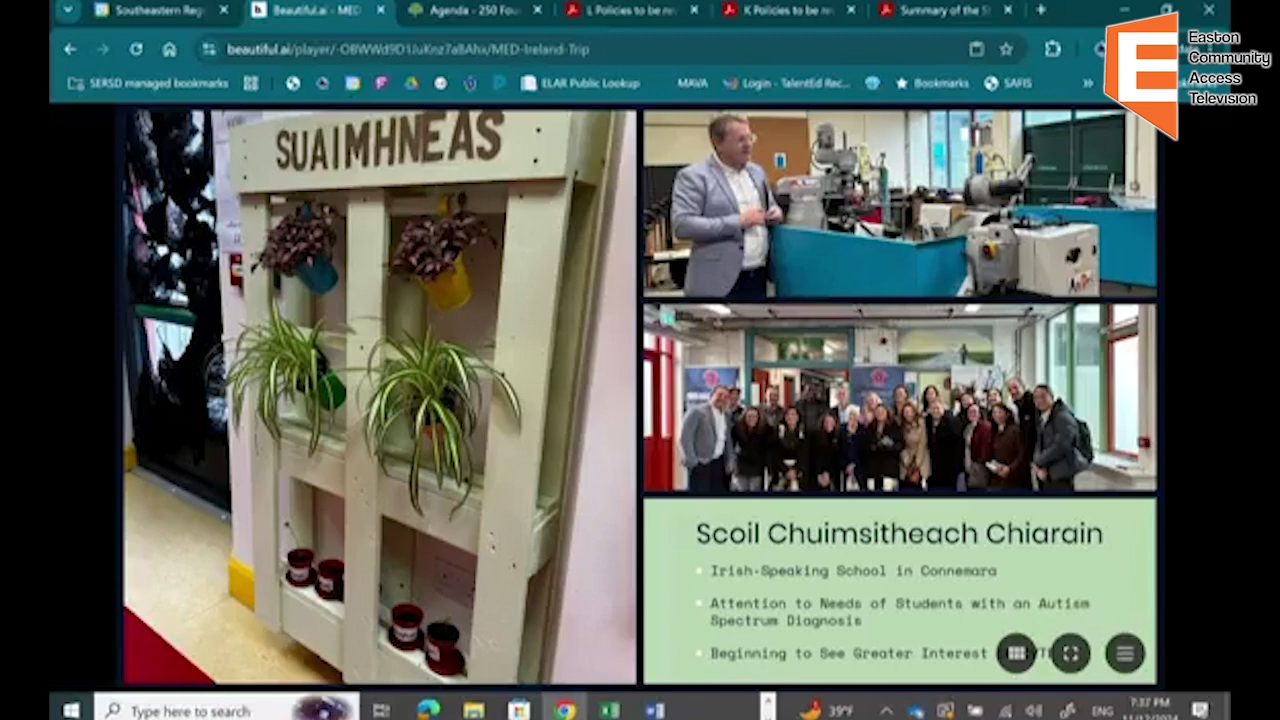 Southeastern Reg
Beautiful.ai - MED
Agenda - 250 Fou
L Policies to be re
K Policies to be re
Summary of the S
beautiful.ai/player/-OBWWd9D1JuKnz7a8Aha/MED-Ireland-Trip
SERSD managed bookmarks
ELAR Public Lookup
MAVA
Login - TalentEd Rec...
Bookmarks
SAFIS
E
Easton
Community
Access
Television
SUAIMHNEAS
Scoil Chuimsitheach Chiarain
Irish-Speaking School in Connemara
Attention to Needs of Students with an Autism
Spectrum Diagnosis
Beginning to See Greater Interest
Type here to search
39°F
ENG
7:37 PM